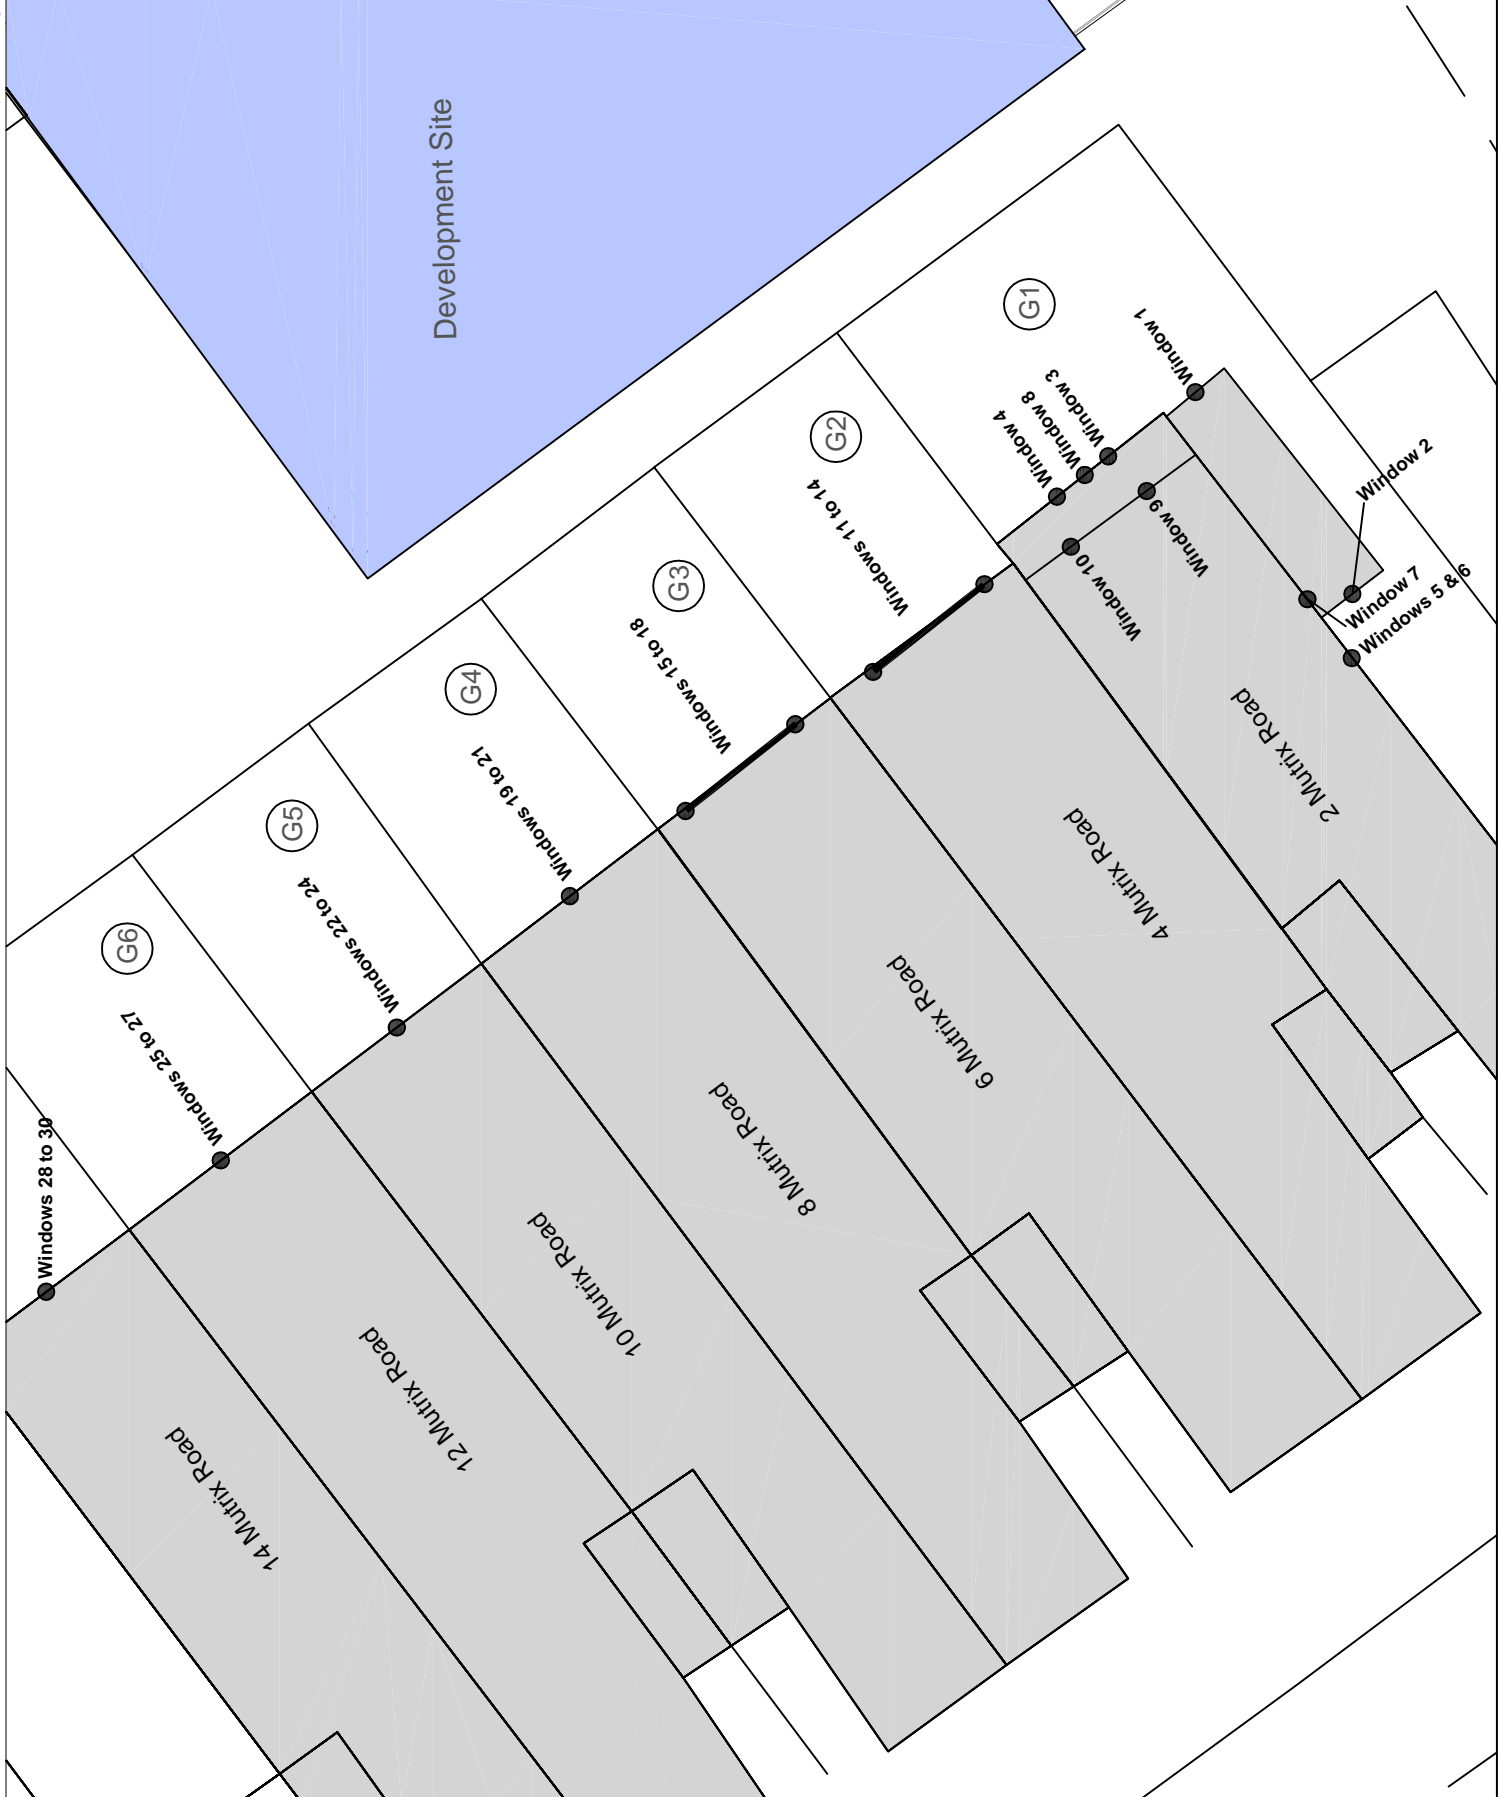 Development Site
G1
Window 1
Window 3
Window 8
Window 4
G2
Windows 11 to 14
Window 9
Window 10
Window 2
Window 7
Windows 5 & 6
G3
Windows 15 to 18
G4
Windows 19 to 21
G5
Windows 22 to 24
G6
Windows 25 to 27
Windows 28 to 30
2 Mutrix Road
4 Mutrix Road
6 Mutrix Road
8 Mutrix Road
10 Mutrix Road
12 Mutrix Road
14 Mutrix Road